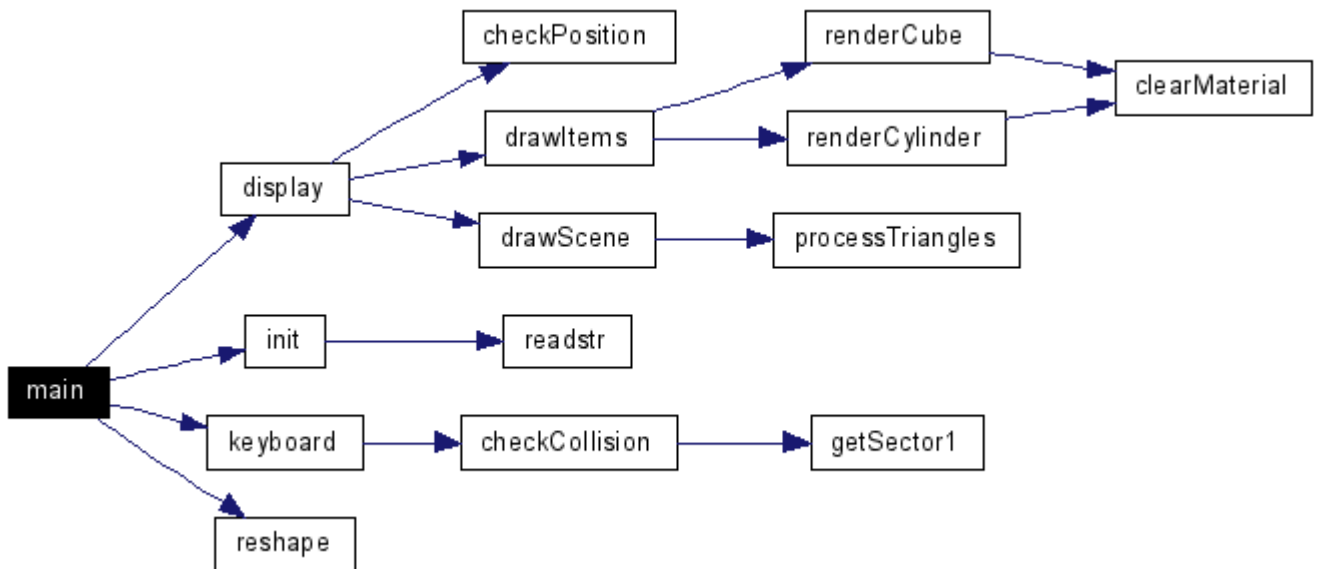 checkPosition
renderCube
clearMaterial
drawItems
renderCylinder
display
drawScene
processTriangles
init
readstr
main
keyboard
checkCollision
getSector1
reshape